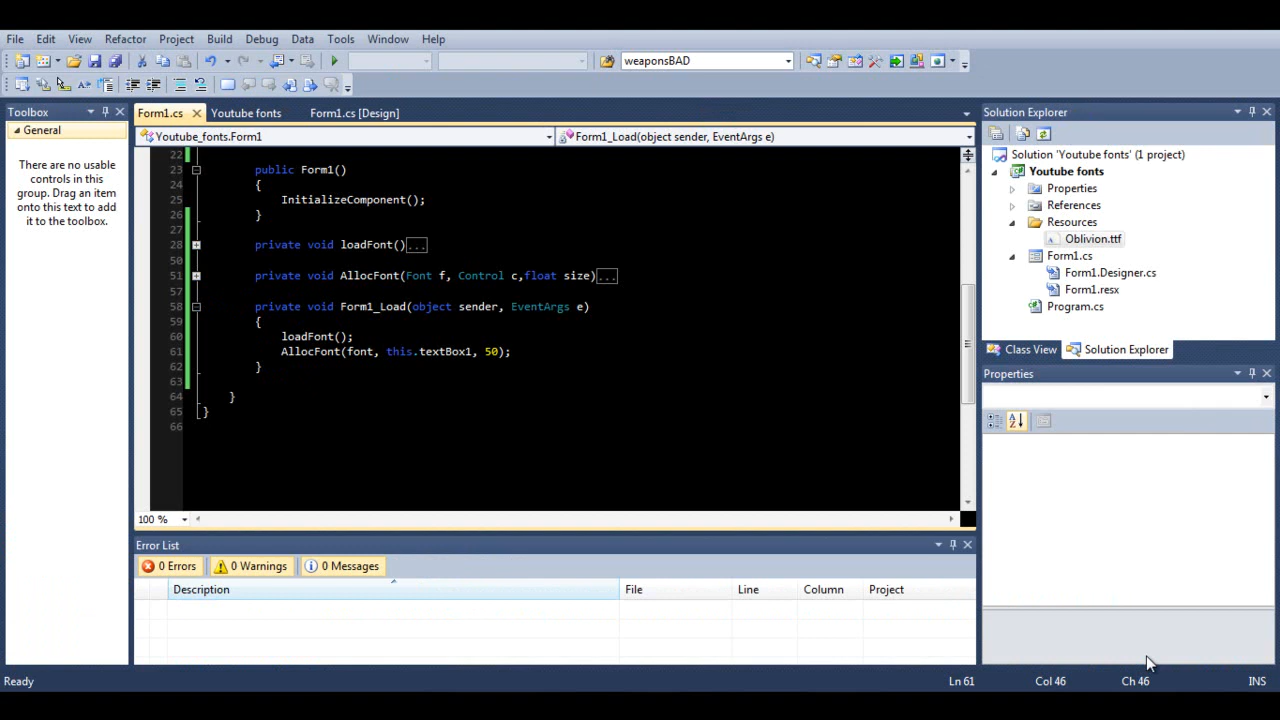 File Edit View Refactor Project Build Debug Data Tools Window Help
weaponsBAD
Toolbox
General
There are no usable
controls in this
group. Drag an item
onto this text to add
it to the toolbox.
Form1.cs Youtube fonts Form1.cs [Design]
Youtube_fonts.Form1 Form1_Load(object sender, EventArgs e)
22
23 public Form1()
24 {
25 InitializeComponent();
26 }
27
28 private void loadFont()...
50
51 private void AllocFont(Font f, Control c,float size)...
57
58 private void Form1_Load(object sender, EventArgs e)
59 {
60 loadFont();
61 AllocFont(font, this.textBox1, 50);
62 }
63
64 }
65 }
66
100 %
Error List
0 Errors 0 Warnings 0 Messages
Description File Line Column Project
Solution Explorer
Solution 'Youtube fonts' (1 project)
Youtube fonts
Properties
References
Resources
Oblivion.ttf
Form1.cs
Form1.Designer.cs
Form1.resx
Program.cs
Class View Solution Explorer
Properties
Ready Ln 61 Col 46 Ch 46 INS